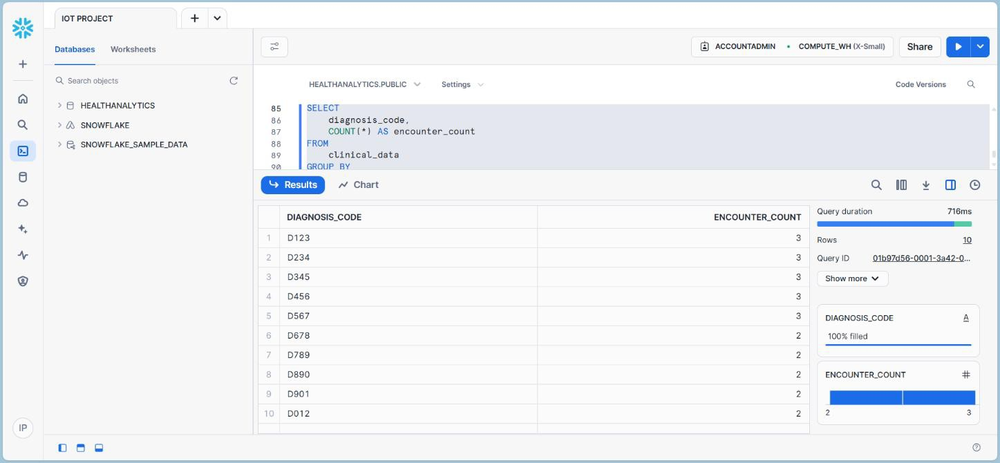 IOT PROJECT
Databases Worksheets
ACCOUNTADMIN • COMPUTE_WH (X-Small) Share
Search objects
HEALTHANALYTICS
SNOWFLAKE
SNOWFLAKE_SAMPLE_DATA
HEALTHANALYTICS.PUBLIC Settings Code Versions
85 SELECT
86 diagnosis_code,
87 COUNT(*) AS encounter_count
88 FROM
89 clinical_data
90 GROUP BY
Results Chart
DIAGNOSIS_CODE ENCOUNTER_COUNT
1 D123 3
2 D234 3
3 D345 3
4 D456 3
5 D567 3
6 D678 2
7 D789 2
8 D890 2
9 D901 2
10 D012 2
Query duration 716ms
Rows 10
Query ID 01b97d56-0001-3a42-0...
Show more
DIAGNOSIS_CODE A
100% filled
ENCOUNTER_COUNT #
2 3
IP